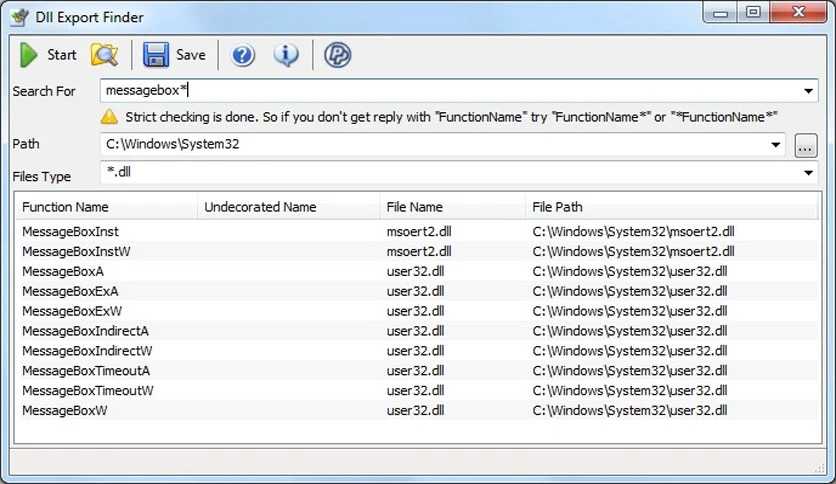 Dll Export Finder
Start Save
Search For messagebox*
Strict checking is done. So if you don't get reply with "FunctionName" try "FunctionName*" or "*FunctionName*"
Path C:\Windows\System32 ...
Files Type *.dll
Function Name Undecorated Name File Name File Path
MessageBoxInst msoert2.dll C:\Windows\System32\msoert2.dll
MessageBoxInstW msoert2.dll C:\Windows\System32\msoert2.dll
MessageBoxA user32.dll C:\Windows\System32\user32.dll
MessageBoxExA user32.dll C:\Windows\System32\user32.dll
MessageBoxExW user32.dll C:\Windows\System32\user32.dll
MessageBoxIndirectA user32.dll C:\Windows\System32\user32.dll
MessageBoxIndirectW user32.dll C:\Windows\System32\user32.dll
MessageBoxTimeoutA user32.dll C:\Windows\System32\user32.dll
MessageBoxTimeoutW user32.dll C:\Windows\System32\user32.dll
MessageBoxW user32.dll C:\Windows\System32\user32.dll